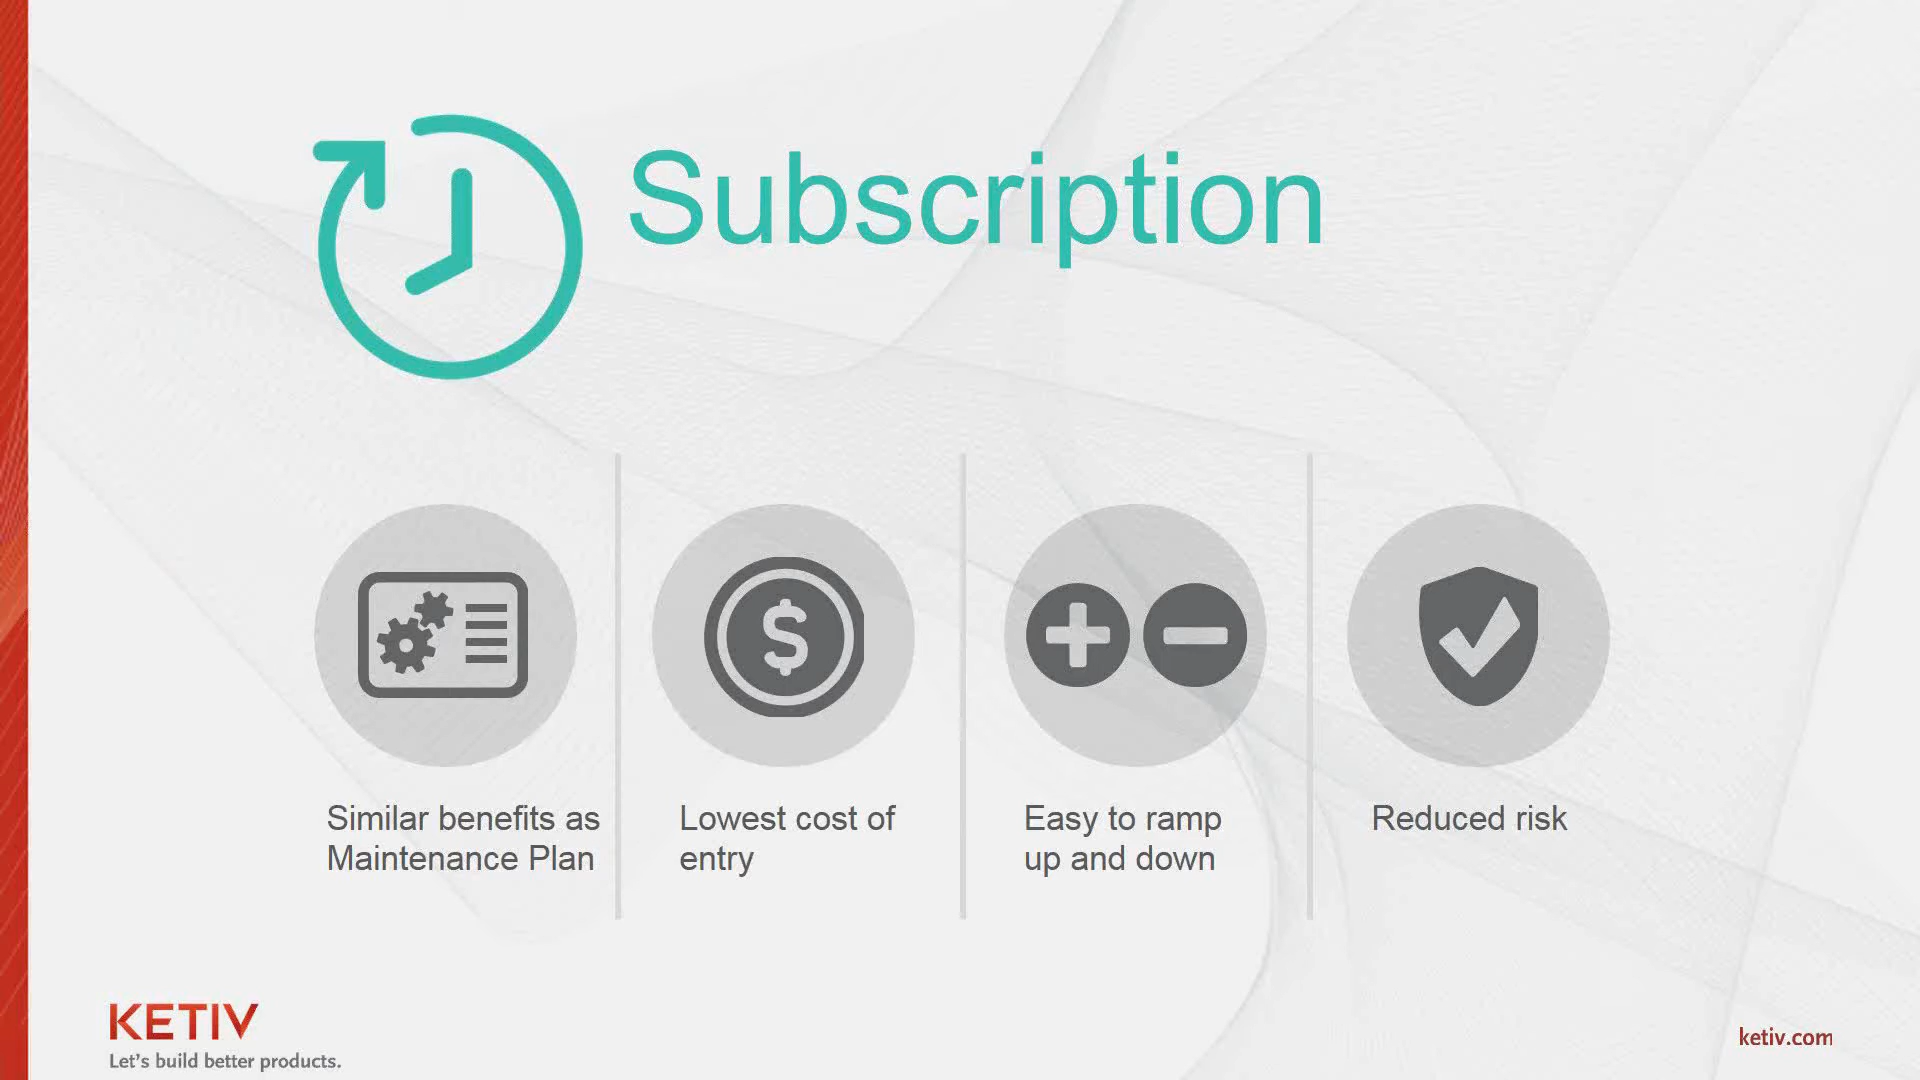 Subscription
Similar benefits as
Maintenance Plan
Lowest cost of
entry
Easy to ramp
up and down
Reduced risk
KETIV
Let's build better products.
ketiv.com